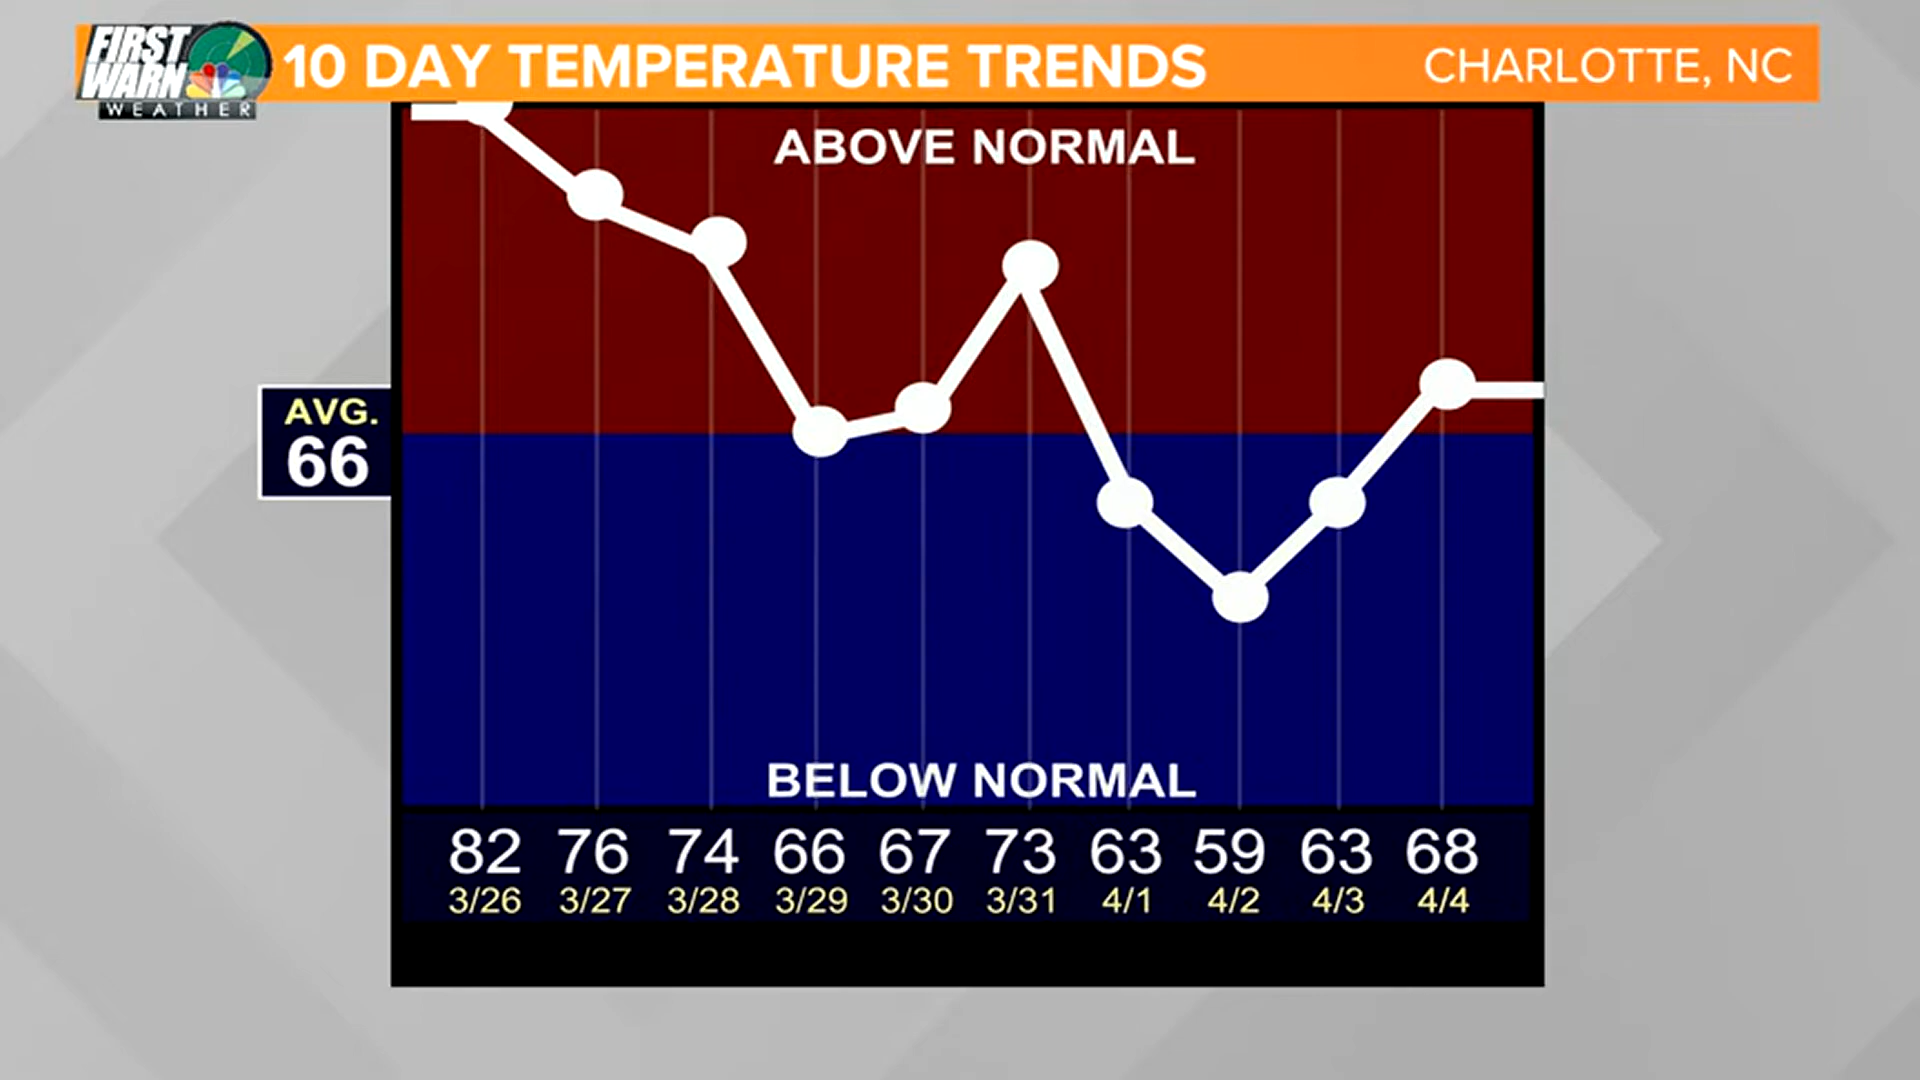 FIRST
WARN
WEATHER
10 DAY TEMPERATURE TRENDS
CHARLOTTE, NC
ABOVE NORMAL
AVG.
66
BELOW NORMAL
82 76 74 66 67 73 63 59 63 68
3/26 3/27 3/28 3/29 3/30 3/31 4/1 4/2 4/3 4/4